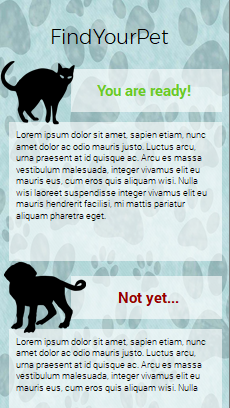 FindYourPet
You are ready!
Lorem ipsum dolor sit amet, sapien etiam, nunc
amet dolor ac odio mauris justo. Luctus arcu,
urna praesent at id quisque ac. Arcu es massa
vestibulum malesuada, integer vivamus elit eu
mauris eus, cum eros quis aliquam wisi. Nulla
wisi laoreet suspendisse integer vivamus elit eu
mauris hendrerit facilisi, mi mattis pariatur
aliquam pharetra eget.
Not yet...
Lorem ipsum dolor sit amet, sapien etiam, nunc
amet dolor ac odio mauris justo. Luctus arcu,
urna praesent at id quisque ac. Arcu es massa
vestibulum malesuada, integer vivamus elit eu
mauris eus, cum eros quis aliquam wisi. Nulla